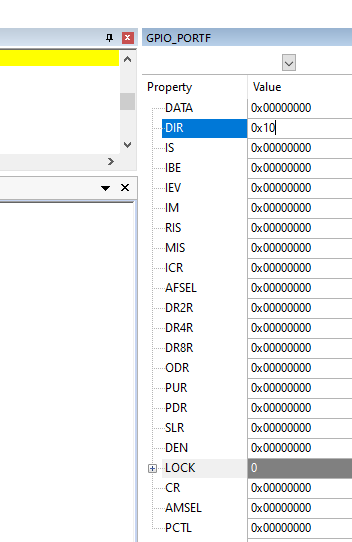 GPIO_PORTF
Property Value
DATA 0x00000000
DIR 0x10
IS 0x00000000
IBE 0x00000000
IEV 0x00000000
IM 0x00000000
RIS 0x00000000
MIS 0x00000000
ICR 0x00000000
AFSEL 0x00000000
DR2R 0x00000000
DR4R 0x00000000
DR8R 0x00000000
ODR 0x00000000
PUR 0x00000000
PDR 0x00000000
SLR 0x00000000
DEN 0x00000000
LOCK 0
CR 0x00000000
AMSEL 0x00000000
PCTL 0x00000000